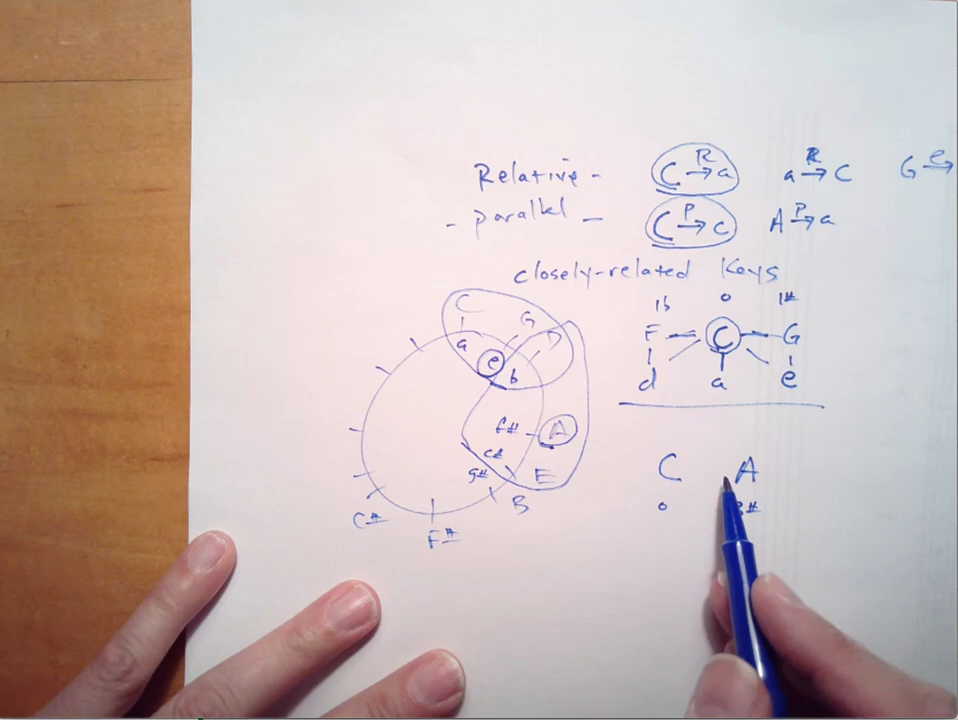 Relative - C R→ a a R→ C G →
- parallel - C P→ c A P→ a
closely-related Keys
1b 0 1#
F C G
d a e
C G D
a e b
f# A
c#
g# E
B
C# F#
C A
0 #